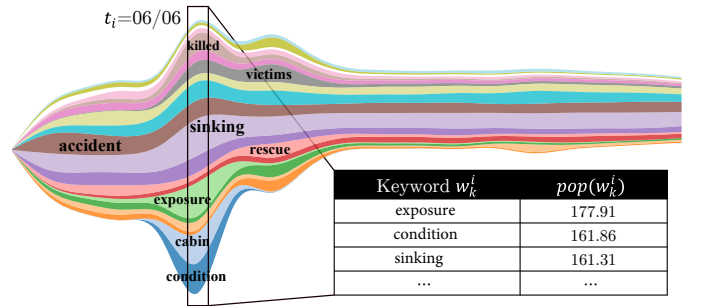 t_i=06/06
killed
victims
sinking
accident
rescue
exposure
cabin
condition
Keyword w_k^i pop(w_k^i)
exposure 177.91
condition 161.86
sinking 161.31
... ...